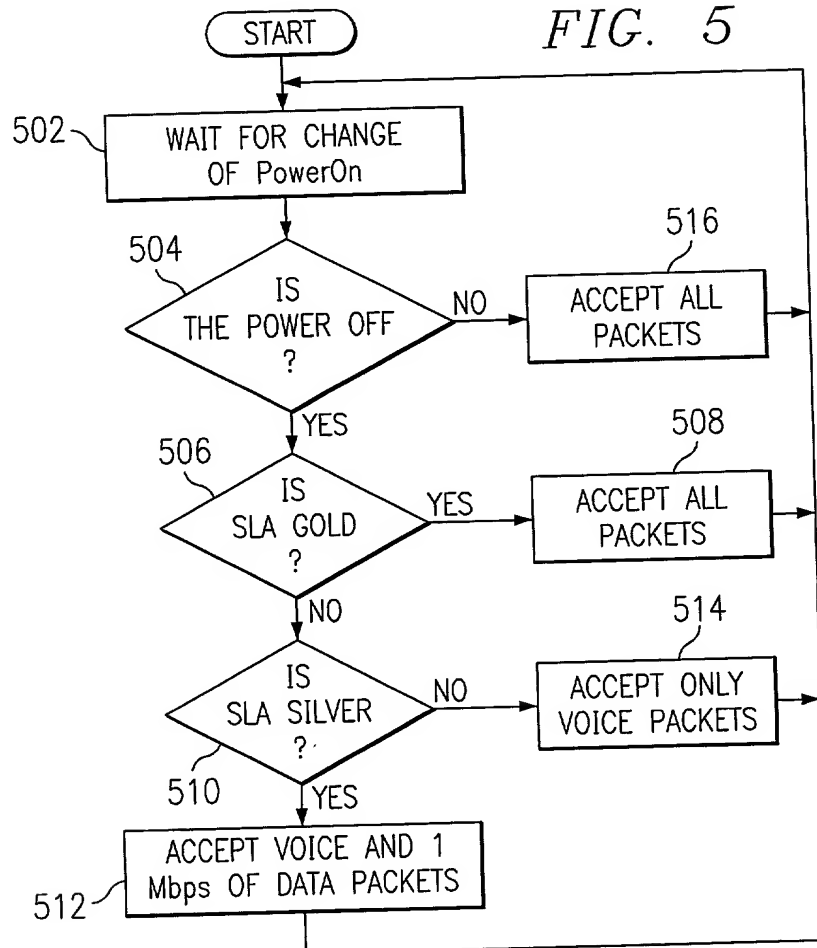 START
FIG. 5
502
WAIT FOR CHANGE
OF PowerOn
504
IS
THE POWER OFF
?
NO
516
ACCEPT ALL
PACKETS
YES
506
IS
SLA GOLD
?
YES
508
ACCEPT ALL
PACKETS
NO
IS
SLA SILVER
?
510
NO
514
ACCEPT ONLY
VOICE PACKETS
YES
512
ACCEPT VOICE AND 1
Mbps OF DATA PACKETS